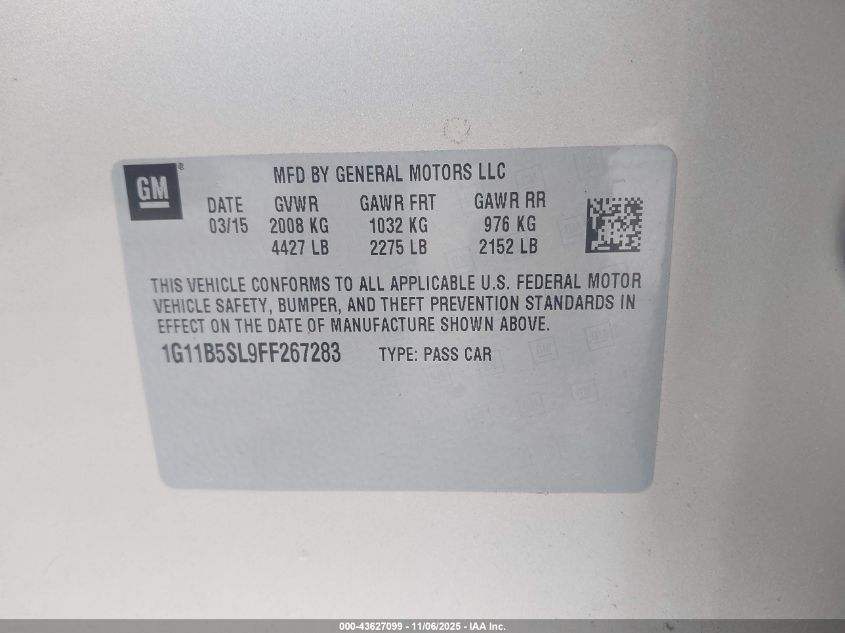 GM®
MFD BY GENERAL MOTORS LLC
DATE GVWR GAWR FRT GAWR RR
03/15 2008 KG 1032 KG 976 KG
4427 LB 2275 LB 2152 LB
THIS VEHICLE CONFORMS TO ALL APPLICABLE U.S. FEDERAL MOTOR
VEHICLE SAFETY, BUMPER, AND THEFT PREVENTION STANDARDS IN
EFFECT ON THE DATE OF MANUFACTURE SHOWN ABOVE.
1G11B5SL9FF267283 TYPE: PASS CAR
000-43627099 - 11/06/2025 - IAA Inc.